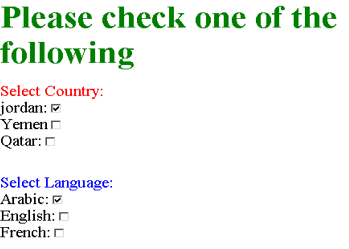 Please check one of the
following
Select Country:
jordan:
Yemen
Qatar:
Select Language:
Arabic:
English:
French: